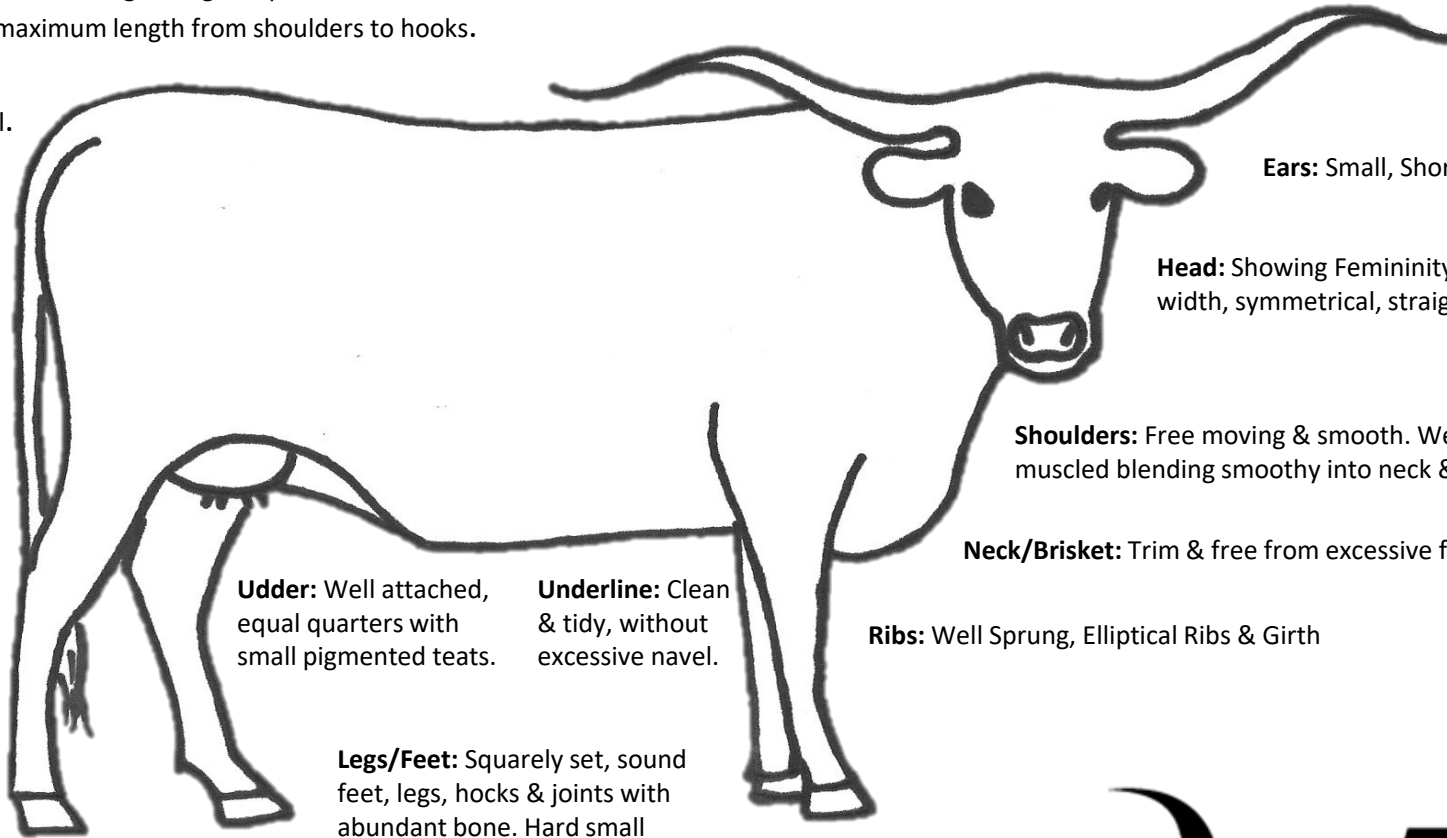 maximum length from shoulders to hooks.
Ears: Small,
Head: Showing Femininity
width, symmetrical,
Shoulders: Free moving & smooth.
muscled blending smoothy into neck &
Neck/Brisket: Trim & free from excessive
Ribs: Well Sprung, Elliptical Ribs & Girth
Udder: Well attached,
equal quarters with
small pigmented teats.
Underline: Clean
& tidy, without
excessive navel.
Legs/Feet: Squarely set, sound
feet, legs, hocks & joints with
abundant bone. Hard small